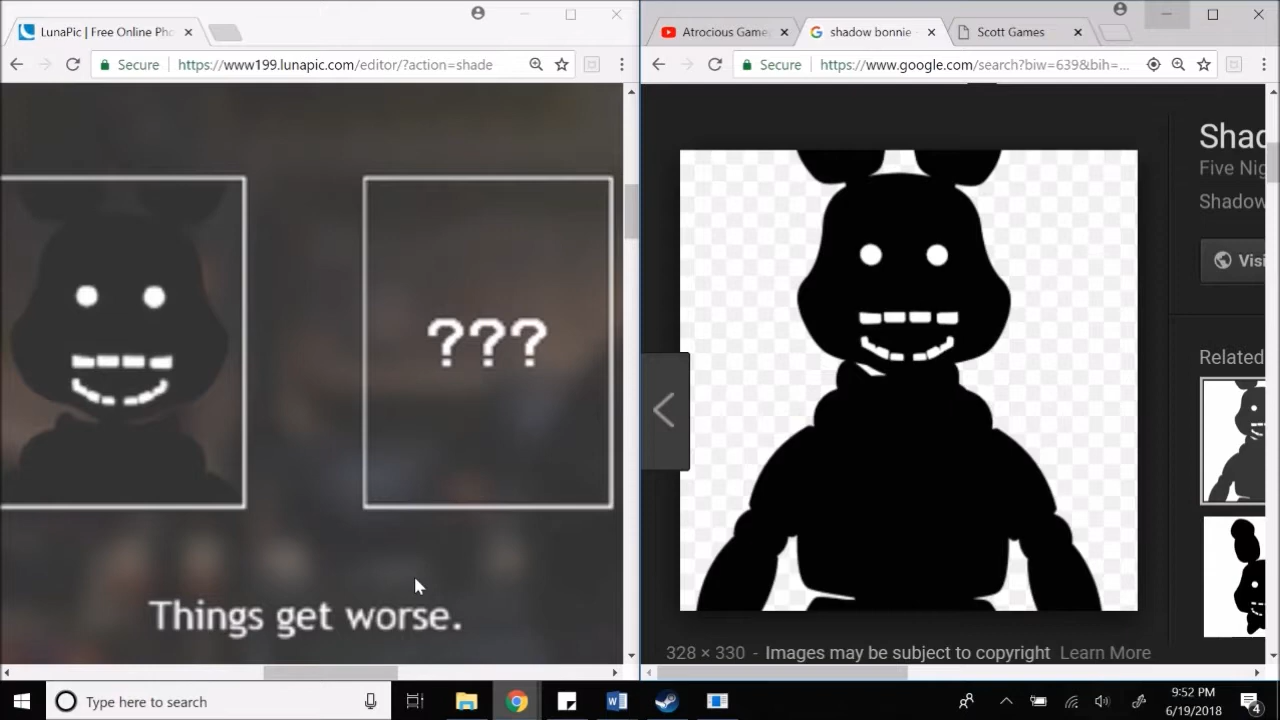 LunaPic | Free Online Pho
Secure
https://www199.lunapic.com/editor/?action=shade
???
Things get worse.
Atrocious Game
shadow bonnie -
Scott Games
Secure
https://www.google.com/search?biw=639&bih=...
Shad
Five Nig
Shadow
Visi
Related
328 × 330 - Images may be subject to copyright Learn More
Type here to search
9:52 PM
6/19/2018
4